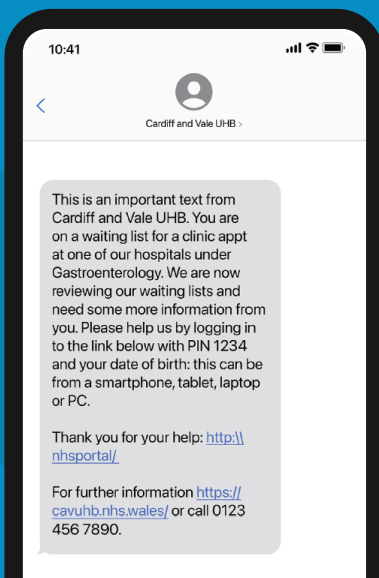 10:41
Cardiff and Vale UHB >
This is an important text from
Cardiff and Vale UHB. You are
on a waiting list for a clinic appt
at one of our hospitals under
Gastroenterology. We are now
reviewing our waiting lists and
need some more information from
you. Please help us by logging in
to the link below with PIN 1234
and your date of birth: this can be
from a smartphone, tablet, laptop
or PC.
Thank you for your help: http:\\
nhsportal/
For further information https://
cavuhb.nhs.wales/ or call 0123
456 7890.